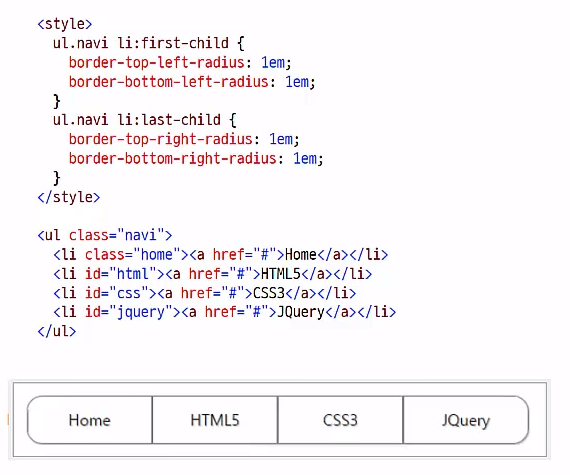 <style>
ul.navi li:first-child {
border-top-left-radius: 1em;
border-bottom-left-radius: 1em;
}
ul.navi li:last-child {
border-top-right-radius: 1em;
border-bottom-right-radius: 1em;
}
</style>
<ul class="navi">
<li class="home"><a href="#">Home</a></li>
<li id="html"><a href="#">HTML5</a></li>
<li id="css"><a href="#">CSS3</a></li>
<li id="jquery"><a href="#">JQuery</a></li>
</ul>
Home HTML5 CSS3 JQuery